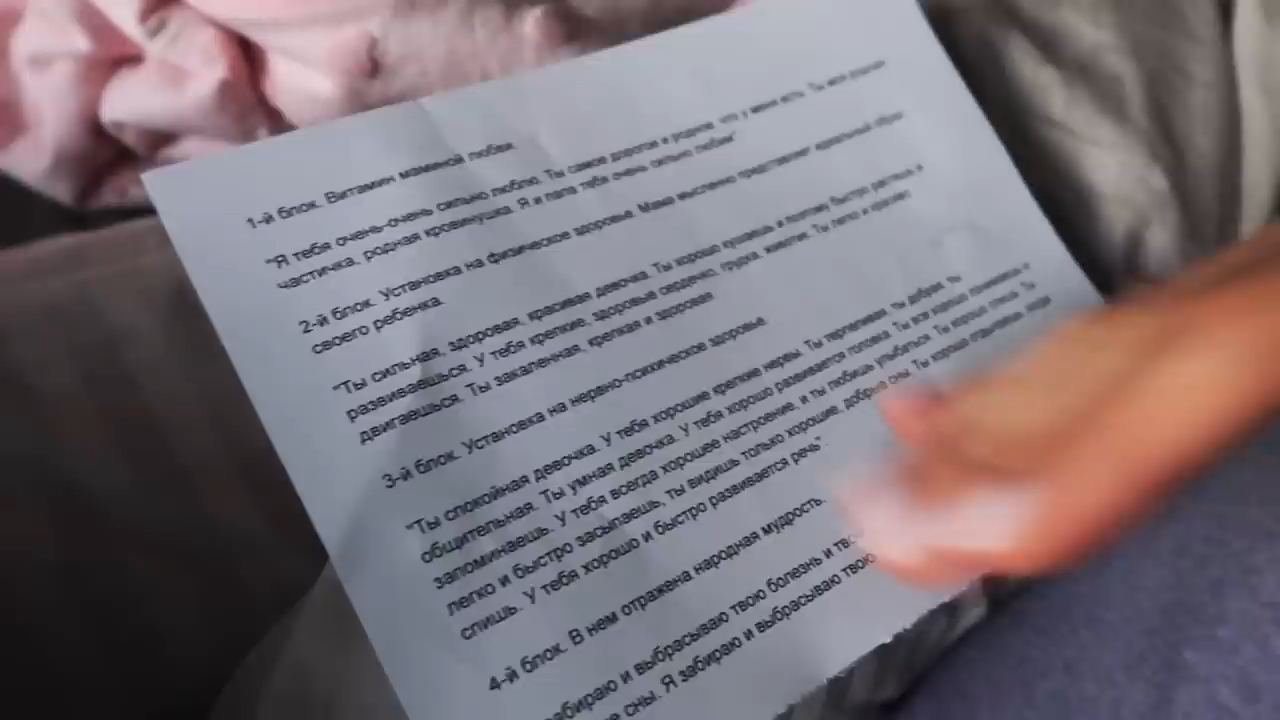 1-й блок. Витамин маминой любви.
"Я тебя очень-очень сильно люблю. Ты самое дорогое и родное, что у меня есть. Ты моя родная
частичка, родная кровинушка. Я и папа тебя очень сильно любим".
2-й блок. Установка на физическое здоровье. Мама мысленно представляет идеальный образ
своего ребенка.
"Ты сильная, здоровая, красивая девочка. Ты хорошо кушаешь и поэтому быстро растешь и
развиваешься. У тебя крепкие, здоровые сердечко, грудка, животик. Ты легко и красиво
двигаешься. Ты закаленная, крепкая и здоровая
3-й блок. Установка на нервно-психическое здоровье.
"Ты спокойная девочка. У тебя хорошие крепкие нервы. Ты терпеливая, ты добрая, ты
общительная. Ты умная девочка. У тебя хорошо развивается головка. Ты все хорошо понимаешь и
запоминаешь. У тебя всегда хорошее настроение, и ты любишь улыбаться. Ты хорошо спишь. Ты
легко и быстро засыпаешь, ты видишь только хорошие, добрые сны. Ты хорошо отдыхаешь, когда
спишь. У тебя хорошо и быстро развивается речь".
4-й блок. В нем отражена народная мудрость.
забираю и выбрасываю твою болезнь и
сны. Я забираю и выбрасываю твою